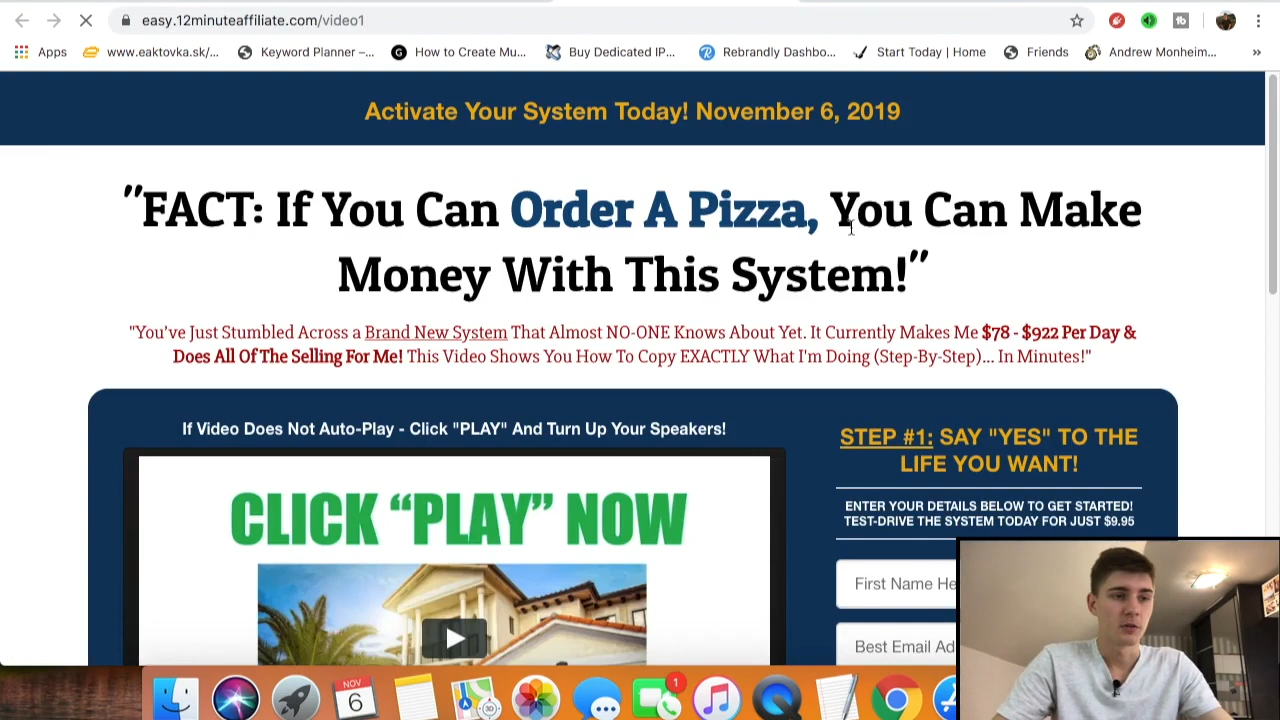 easy.12minuteaffiliate.com/video1
Apps
www.eaktovka.sk/...
Keyword Planner –...
How to Create Mu...
Buy Dedicated IP...
Rebrandly Dashbo...
Start Today | Home
Friends
Andrew Monheim...
»
Activate Your System Today! November 6, 2019
"FACT: If You Can Order A Pizza, You Can Make
Money With This System!"
"You've Just Stumbled Across a Brand New System That Almost NO-ONE Knows About Yet. It Currently Makes Me $78 - $922 Per Day &
Does All Of The Selling For Me! This Video Shows You How To Copy EXACTLY What I'm Doing (Step-By-Step)... In Minutes!"
If Video Does Not Auto-Play - Click "PLAY" And Turn Up Your Speakers!
CLICK “PLAY” NOW
STEP #1: SAY "YES" TO THE
LIFE YOU WANT!
ENTER YOUR DETAILS BELOW TO GET STARTED!
TEST-DRIVE THE SYSTEM TODAY FOR JUST $9.95
First Name He
Best Email Ad
NOV
6
3D
1